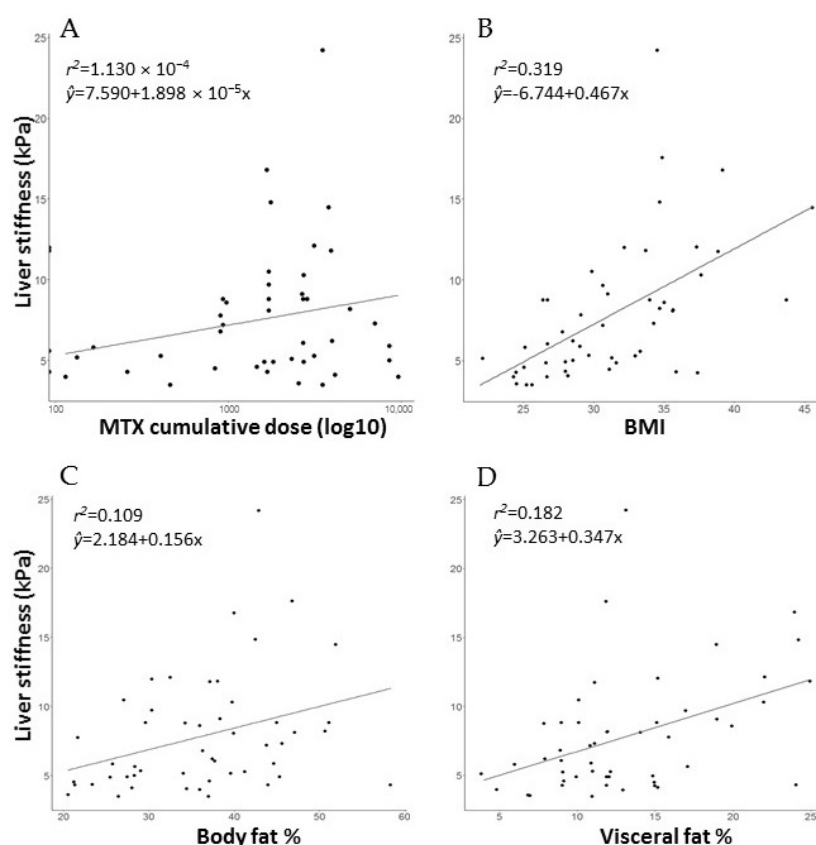 A
r²=1.130 × 10⁻⁴
ŷ=7.590+1.898 × 10⁻⁵x
Liver stiffness (kPa)
25
20
15
10
5
100
1000
10,000
MTX cumulative dose (log10)
B
r²=0.319
ŷ=-6.744+0.467x
25
20
15
10
5
25
30
35
40
45
BMI
C
r²=0.109
ŷ=2.184+0.156x
Liver stiffness (kPa)
25
20
15
10
5
20
30
40
50
60
Body fat %
D
r²=0.182
ŷ=3.263+0.347x
25
20
15
10
5
5
10
15
20
25
Visceral fat %